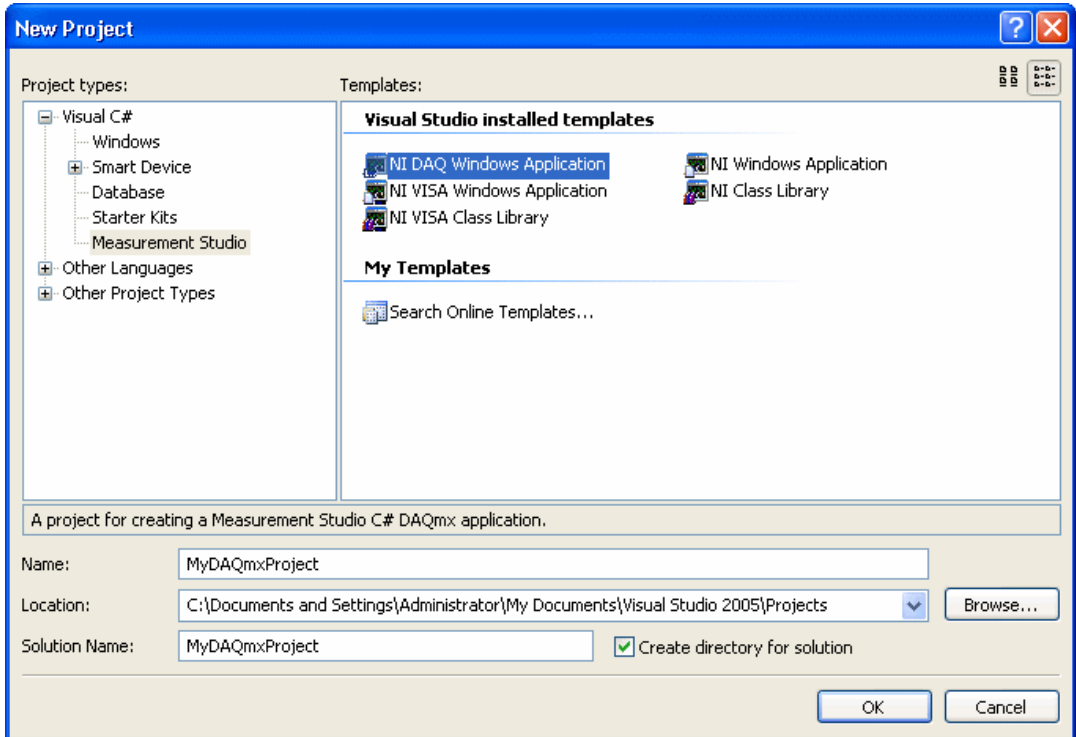 New Project
Project types:
Templates:
Visual C#
Windows
Smart Device
Database
Starter Kits
Measurement Studio
Other Languages
Other Project Types
Visual Studio installed templates
NI DAQ Windows Application
NI Windows Application
NI VISA Windows Application
NI Class Library
NI VISA Class Library
My Templates
Search Online Templates...
A project for creating a Measurement Studio C# DAQmx application.
Name:
MyDAQmxProject
Location:
C:\Documents and Settings\Administrator\My Documents\Visual Studio 2005\Projects
Browse...
Solution Name:
MyDAQmxProject
Create directory for solution
OK
Cancel